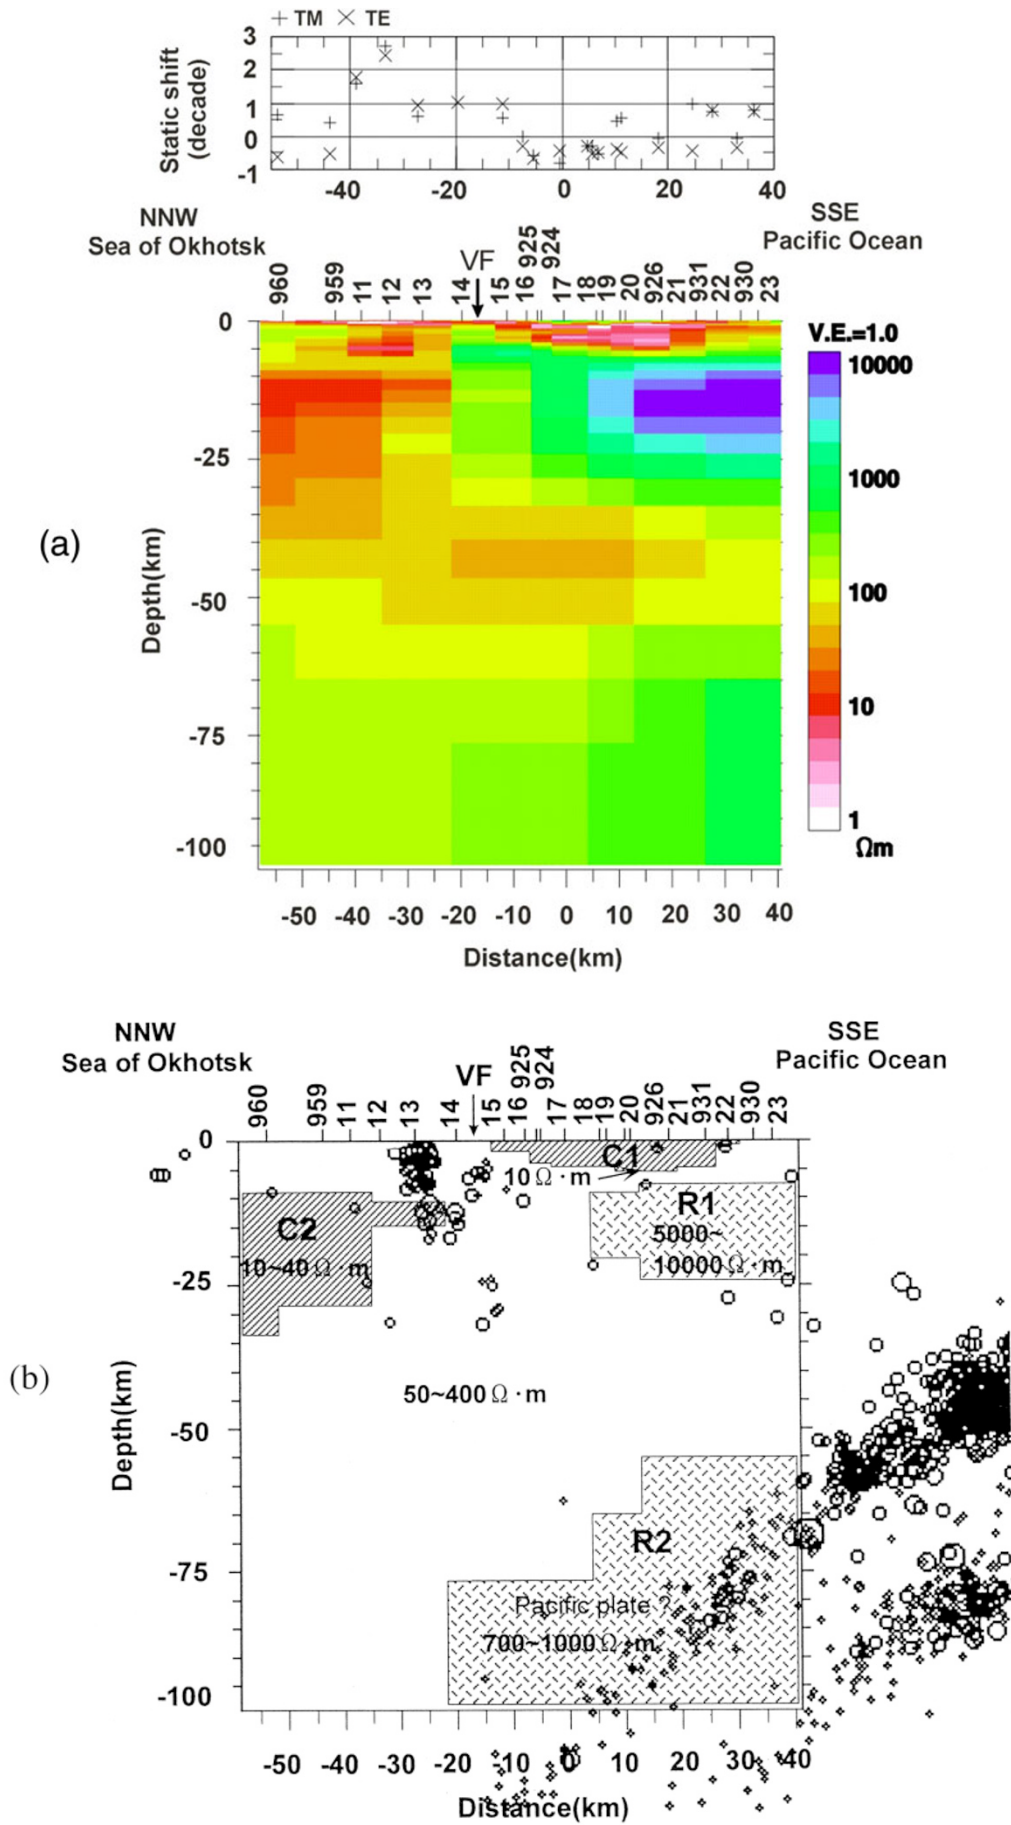 + TM × TE
Static shift
(decade)
3
2
1
0
-1
-40 -20 0 20 40
NNW
Sea of Okhotsk
SSE
Pacific Ocean
VF
960 959 11 12 13 14 15 16 925 924 17 18 19 20 926 21 931 22 930 23
V.E.=1.0
10000
1000
100
10
1
Ωm
(a)
Depth(km)
0
-25
-50
-75
-100
-50 -40 -30 -20 -10 0 10 20 30 40
Distance(km)
NNW
Sea of Okhotsk
SSE
Pacific Ocean
VF
960 959 11 12 13 14 15 16 925 924 17 18 19 20 926 21 931 22 930 23
(b)
Depth(km)
0
-25
-50
-75
-100
C1
10Ω·m
R1
5000~
10000Ω·m
C2
10~40Ω·m
50~400Ω·m
R2
Pacific plate ?
700~1000Ω·m
-50 -40 -30 -20 -10 0 10 20 30 40
Distance(km)